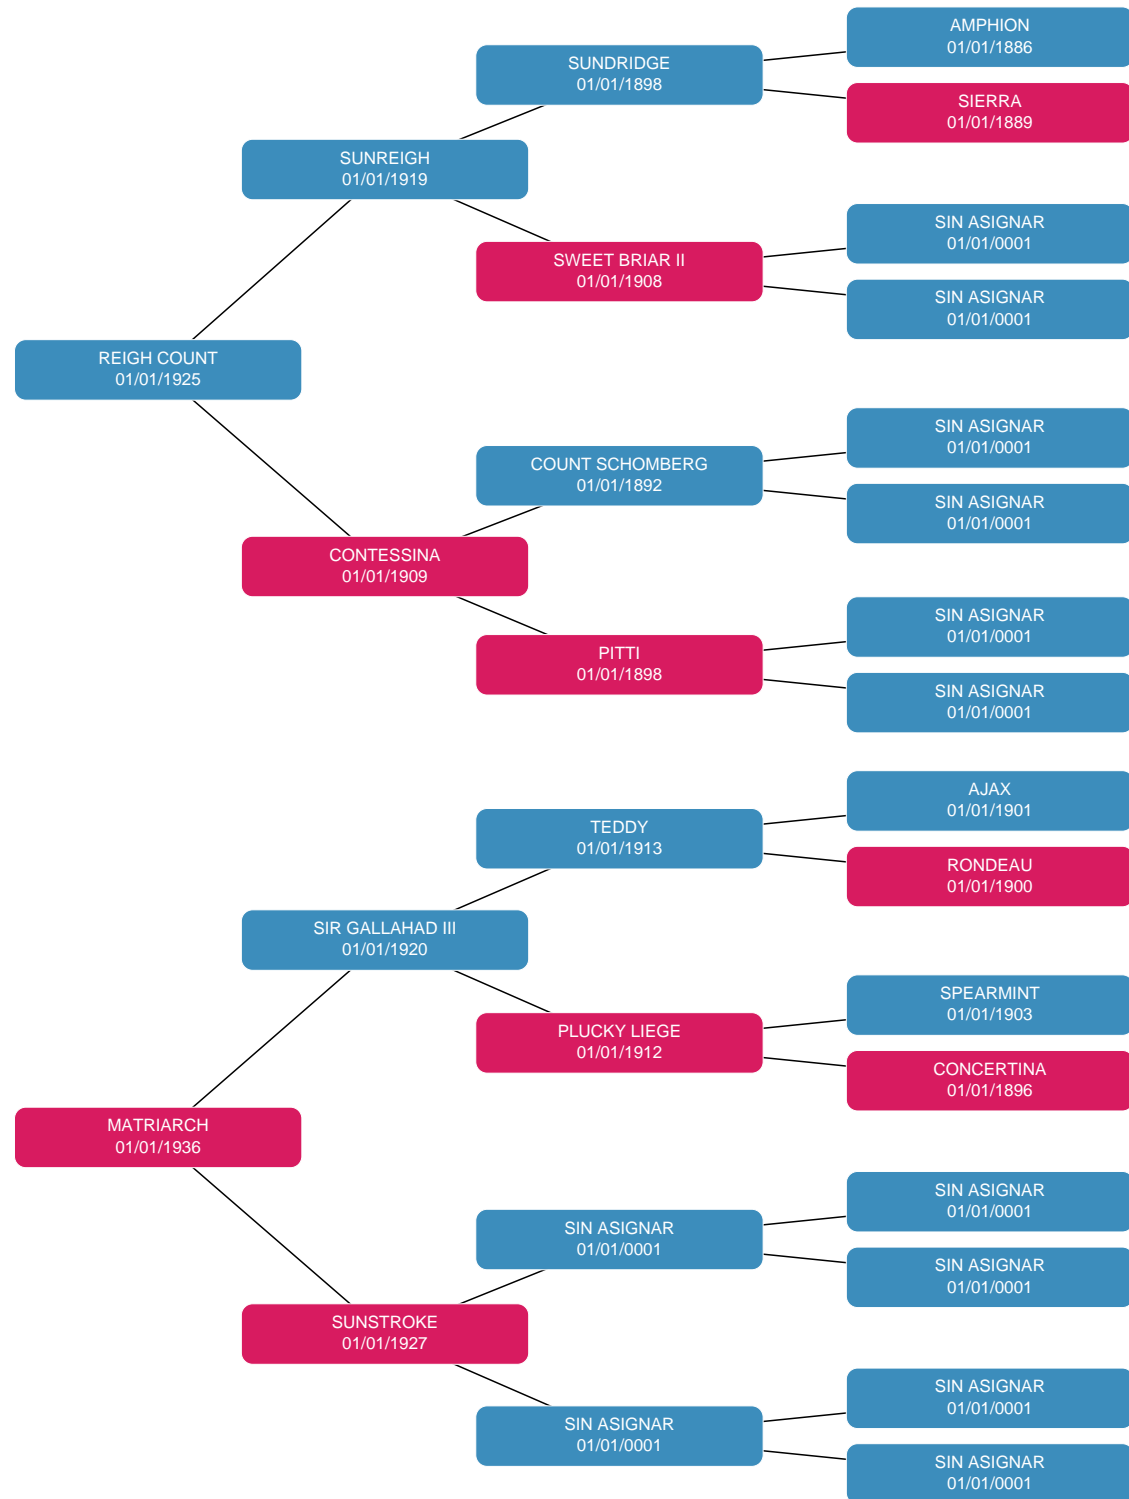 AMPHION
01/01/1886
SUNDRIDGE
01/01/1898
SIERRA
01/01/1889
SUNREIGH
01/01/1919
SIN ASIGNAR
01/01/0001
SWEET BRIAR II
01/01/1908
SIN ASIGNAR
01/01/0001
REIGH COUNT
01/01/1925
SIN ASIGNAR
01/01/0001
COUNT SCHOMBERG
01/01/1892
SIN ASIGNAR
01/01/0001
CONTESSINA
01/01/1909
SIN ASIGNAR
01/01/0001
PITTI
01/01/1898
SIN ASIGNAR
01/01/0001
AJAX
01/01/1901
TEDDY
01/01/1913
RONDEAU
01/01/1900
SIR GALLAHAD III
01/01/1920
SPEARMINT
01/01/1903
PLUCKY LIEGE
01/01/1912
CONCERTINA
01/01/1896
MATRIARCH
01/01/1936
SIN ASIGNAR
01/01/0001
SIN ASIGNAR
01/01/0001
SIN ASIGNAR
01/01/0001
SUNSTROKE
01/01/1927
SIN ASIGNAR
01/01/0001
SIN ASIGNAR
01/01/0001
SIN ASIGNAR
01/01/0001